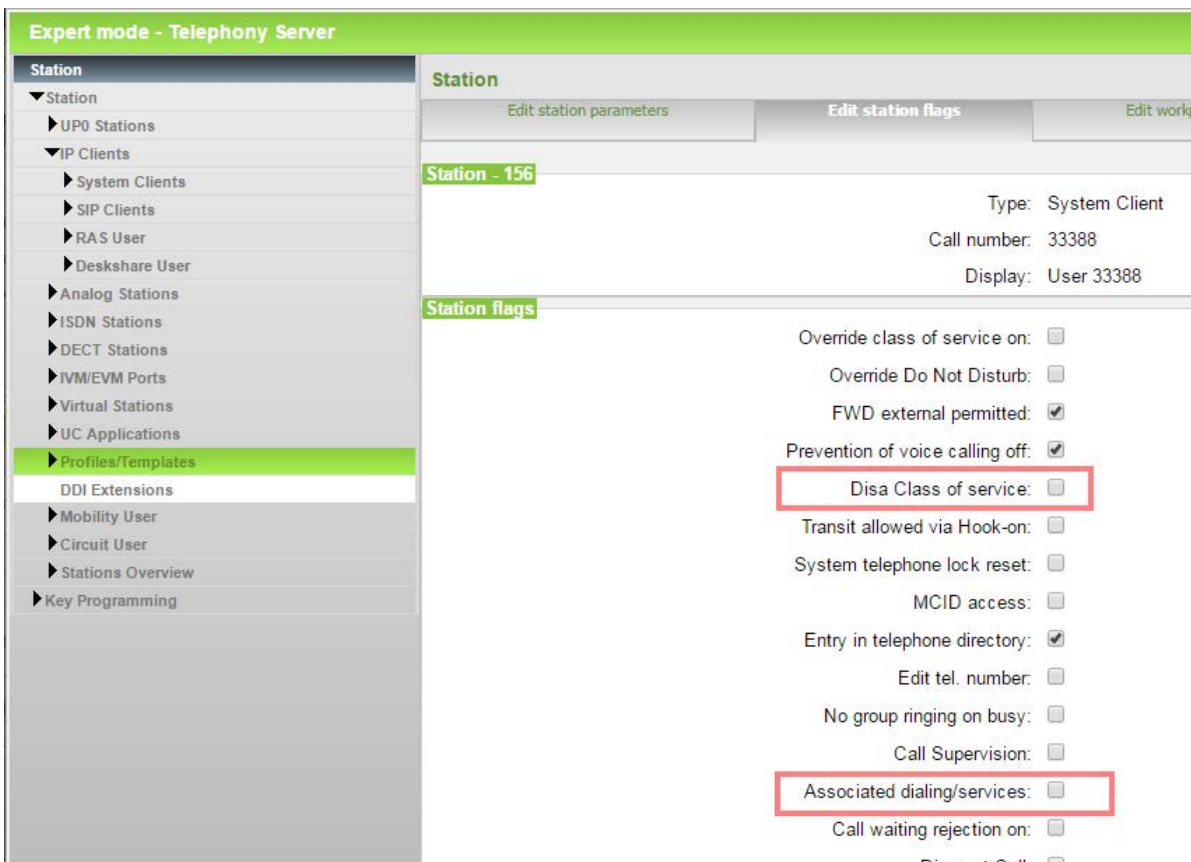 Expert mode - Telephony Server
Station
Station
UP0 Stations
IP Clients
System Clients
SIP Clients
RAS User
Deskshare User
Analog Stations
ISDN Stations
DECT Stations
IVM/EVM Ports
Virtual Stations
UC Applications
Profiles/Templates
DDI Extensions
Mobility User
Circuit User
Stations Overview
Key Programming
Station
Edit station parameters Edit station flags Edit
Station - 156
Type: System Client
Call number: 33388
Display: User 33388
Station flags
Override class of service on:
Override Do Not Disturb:
FWD external permitted:
Prevention of voice calling off:
Disa Class of service:
Transit allowed via Hook-on:
System telephone lock reset:
MCID access:
Entry in telephone directory:
Edit tel. number:
No group ringing on busy:
Call Supervision:
Associated dialing/services:
Call waiting rejection on: